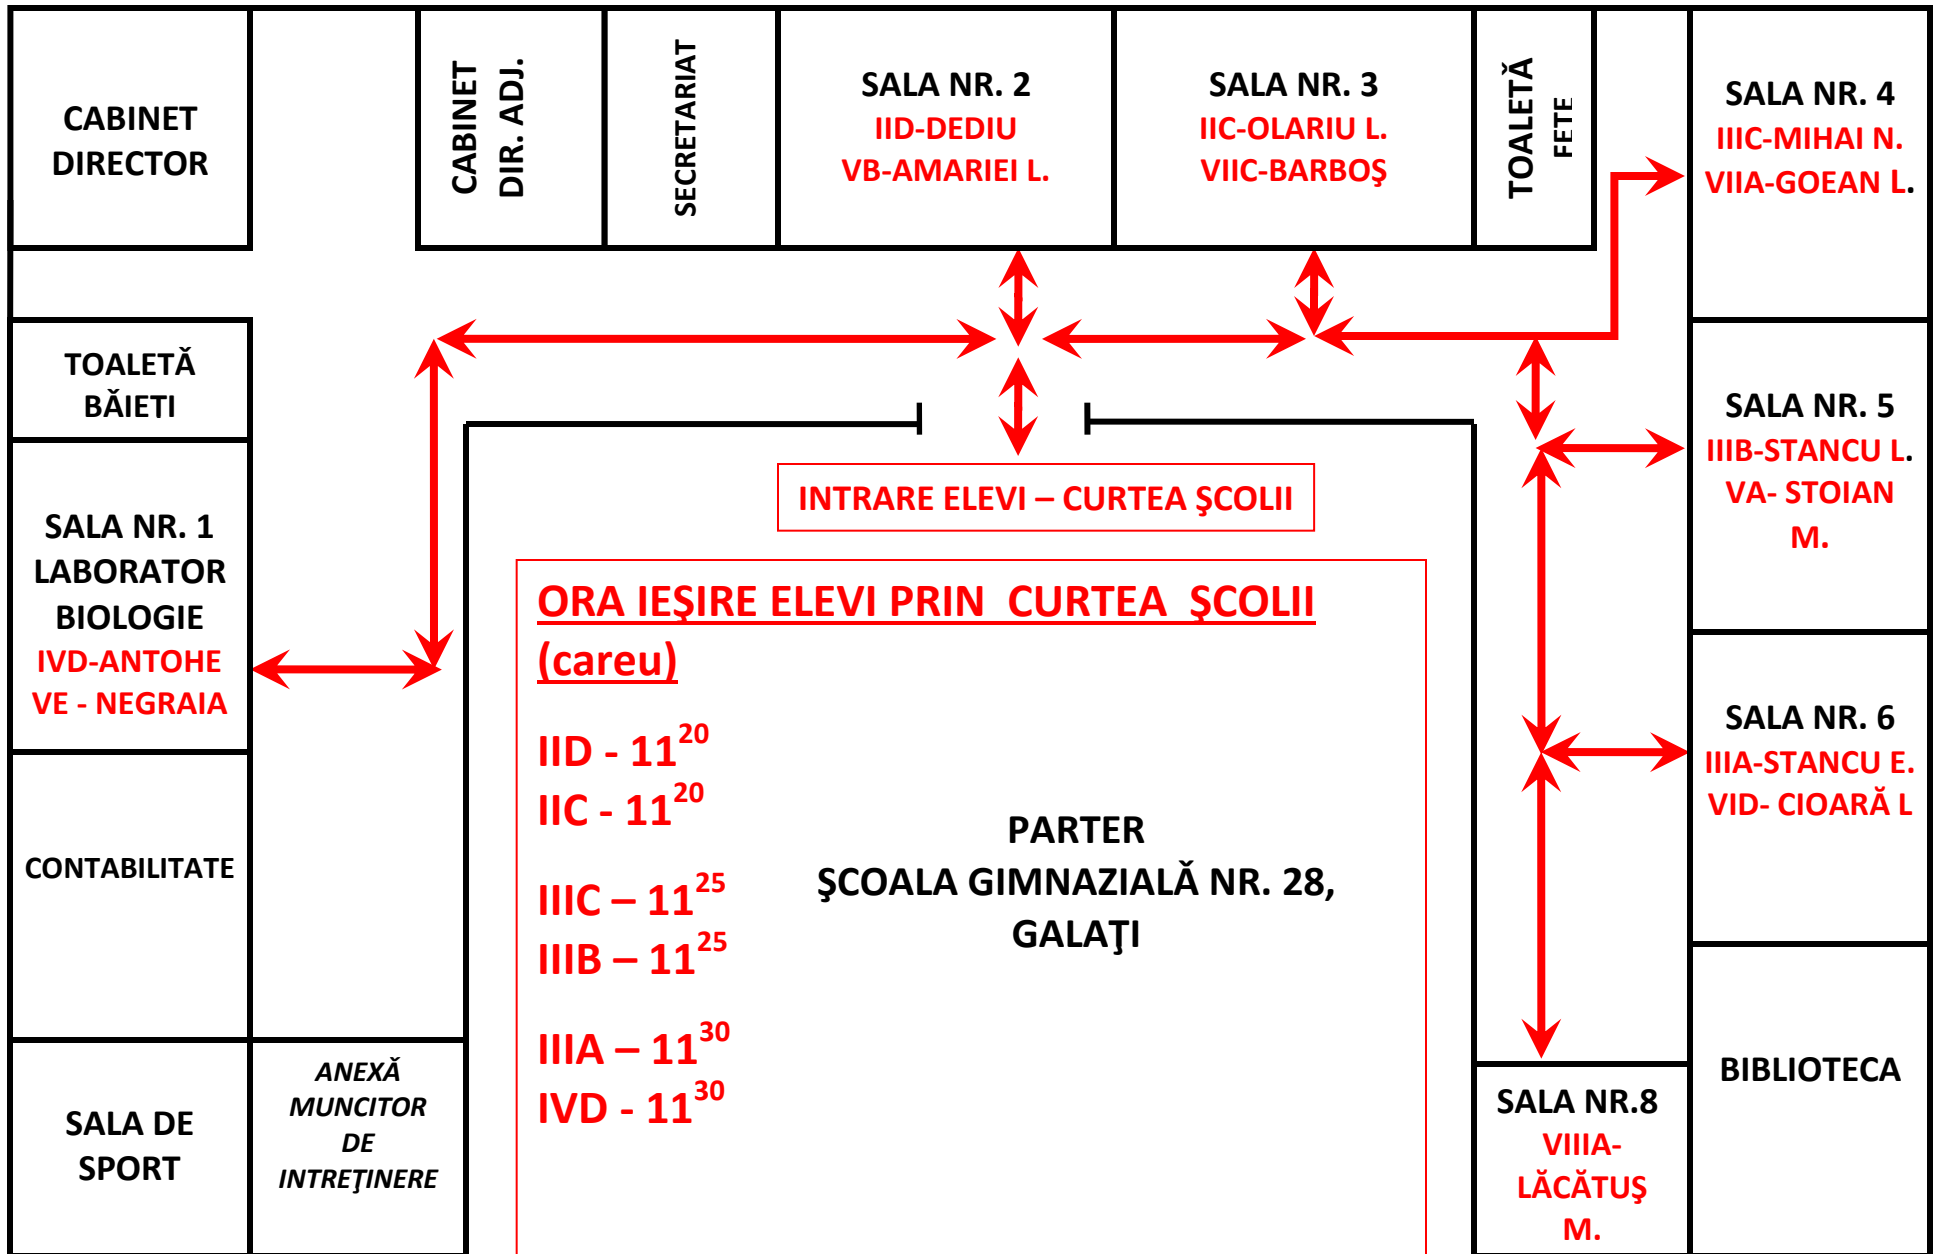 CABINET
DIRECTOR
CABINET
DIR. ADJ.
SECRETARIAT
SALA NR. 2
IID-DEDIU
VB-AMARIEI L.
SALA NR. 3
IIC-OLARIU L.
VIIC-BARBOŞ
TOALETĂ
FETE
SALA NR. 4
IIIC-MIHAI N.
VIIA-GOEAN L.
TOALETĂ
BĂIEȚI
SALA NR. 5
IIIB-STANCU L.
VA- STOIAN
M.
INTRARE ELEVI – CURTEA ŞCOLII
SALA NR. 1
LABORATOR
BIOLOGIE
IVD-ANTOHE
VE - NEGRAIA
ORA IEŞIRE ELEVI PRIN CURTEA ŞCOLII
(careu)
IID - 11²⁰
IIC - 11²⁰
IIIC – 11²⁵
IIIB – 11²⁵
IIIA – 11³⁰
IVD - 11³⁰
PARTER
ŞCOALA GIMNAZIALĂ NR. 28,
GALAŢI
SALA NR. 6
IIIA-STANCU E.
VID- CIOARĂ L
CONTABILITATE
SALA DE
SPORT
ANEXĂ
MUNCITOR
DE
INTREŢINERE
SALA NR.8
VIIIA-
LĂCĂTUŞ
M.
BIBLIOTECA